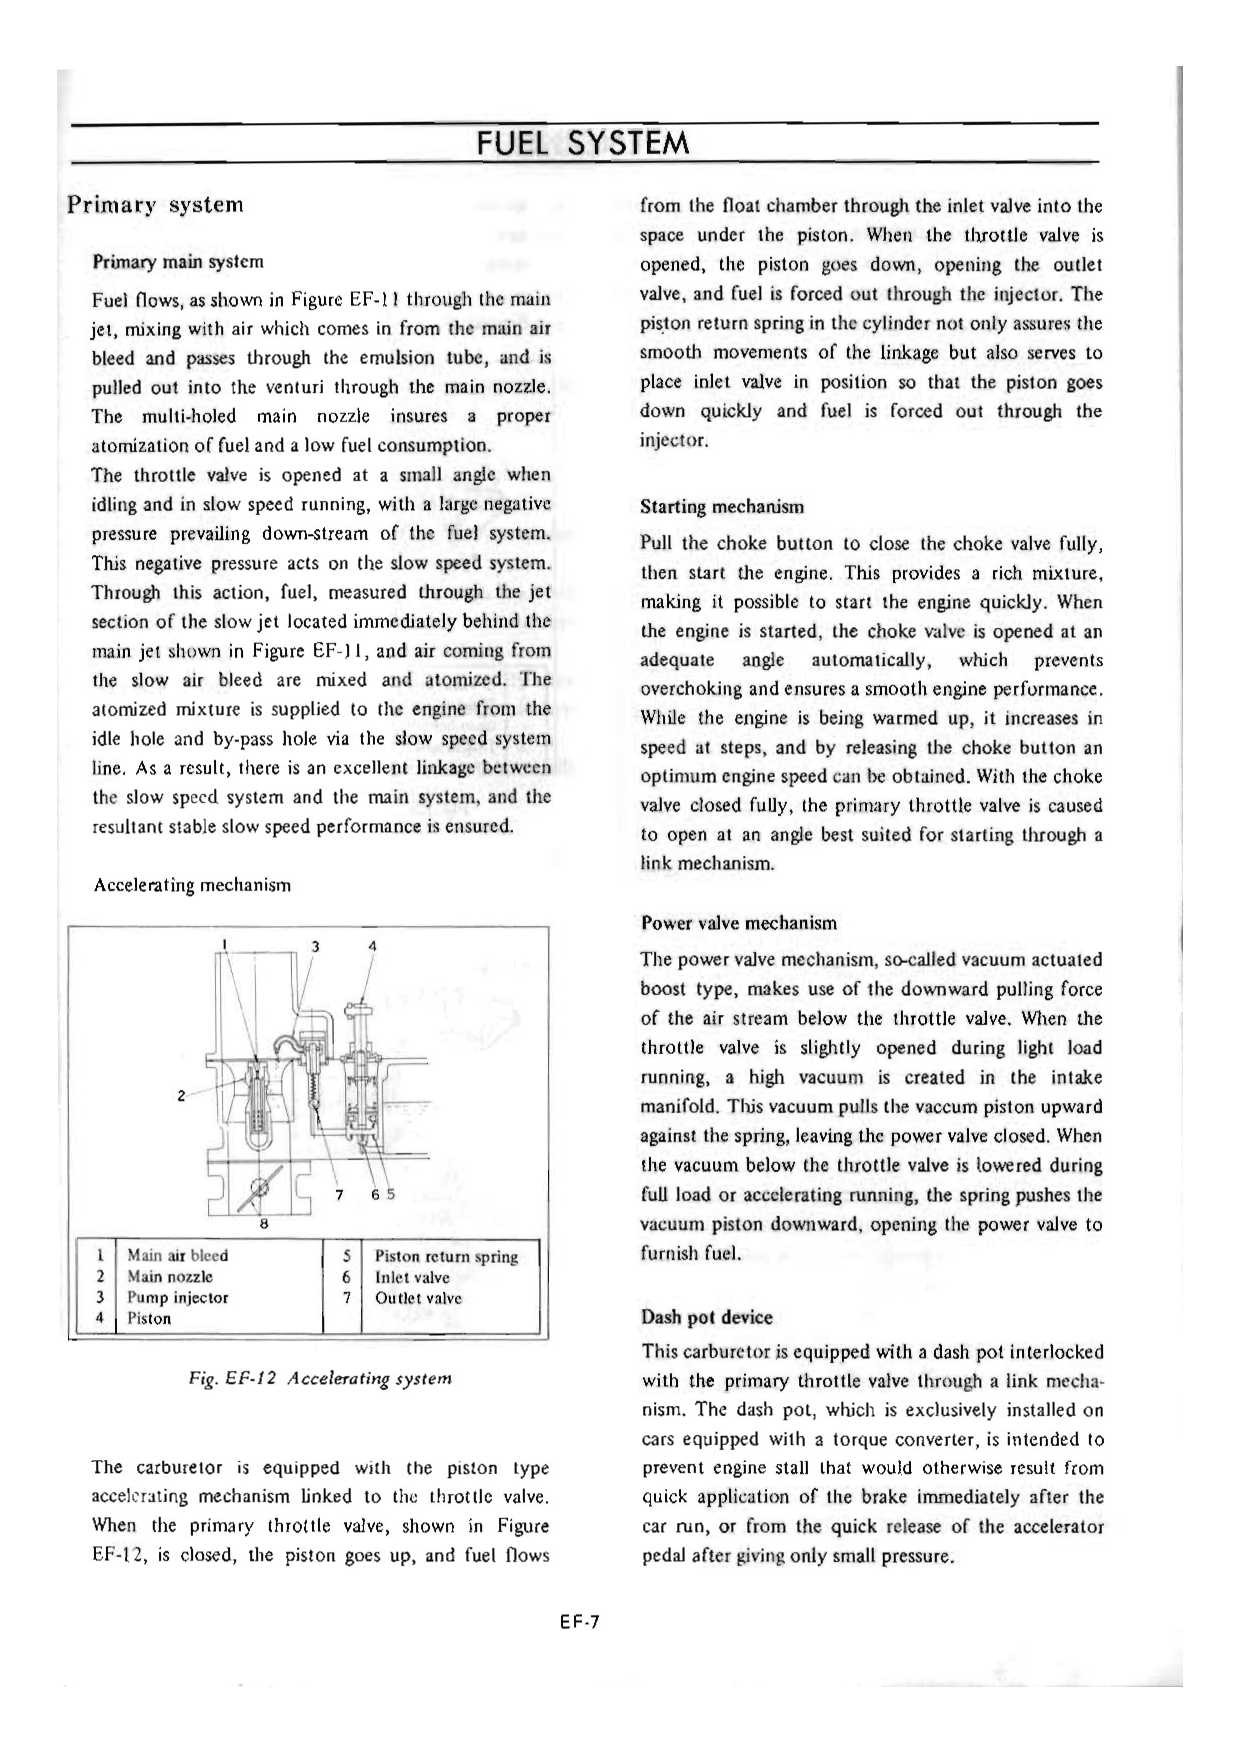 FUEL SYSTEM
Primary system
Primary main system
Fuel flows, as shown in Figure EF-11 through the main
jet, mixing with air which comes in from the main air
bleed and passes through the emulsion tube, and is
pulled out into the venturi through the main nozzle.
The multi-holed main nozzle insures a proper
atomization of fuel and a low fuel consumption.
The throttle valve is opened at a small angle when
idling and in slow speed running, with a large negative
pressure prevailing down-stream of the fuel system.
This negative pressure acts on the slow speed system.
Through this action, fuel, measured through the jet
section of the slow jet located immediately behind the
main jet shown in Figure EF-11, and air coming from
the slow air bleed are mixed and atomized. The
atomized mixture is supplied to the engine from the
idle hole and by-pass hole via the slow speed system
line. As a result, there is an excellent linkage between
the slow speed system and the main system, and the
resultant stable slow speed performance is ensured.
Accelerating mechanism
1 3 4
2
7 6 5
8
1 Main air bleed 5 Piston return spring
2 Main nozzle 6 Inlet valve
3 Pump injector 7 Outlet valve
4 Piston
Fig. EF-12 Accelerating system
The carburetor is equipped with the piston type
accelerating mechanism linked to the throttle valve.
When the primary throttle valve, shown in Figure
EF-12, is closed, the piston goes up, and fuel flows
from the float chamber through the inlet valve into the
space under the piston. When the throttle valve is
opened, the piston goes down, opening the outlet
valve, and fuel is forced out through the injector. The
piston return spring in the cylinder not only assures the
smooth movements of the linkage but also serves to
place inlet valve in position so that the piston goes
down quickly and fuel is forced out through the
injector.
Starting mechanism
Pull the choke button to close the choke valve fully,
then start the engine. This provides a rich mixture,
making it possible to start the engine quickly. When
the engine is started, the choke valve is opened at an
adequate angle automatically, which prevents
overchoking and ensures a smooth engine performance.
While the engine is being warmed up, it increases in
speed at steps, and by releasing the choke button an
optimum engine speed can be obtained. With the choke
valve closed fully, the primary throttle valve is caused
to open at an angle best suited for starting through a
link mechanism.
Power valve mechanism
The power valve mechanism, so-called vacuum actuated
boost type, makes use of the downward pulling force
of the air stream below the throttle valve. When the
throttle valve is slightly opened during light load
running, a high vacuum is created in the intake
manifold. This vacuum pulls the vaccum piston upward
against the spring, leaving the power valve closed. When
the vacuum below the throttle valve is lowered during
full load or accelerating running, the spring pushes the
vacuum piston downward, opening the power valve to
furnish fuel.
Dash pot device
This carburetor is equipped with a dash pot interlocked
with the primary throttle valve through a link mecha-
nism. The dash pot, which is exclusively installed on
cars equipped with a torque converter, is intended to
prevent engine stall that would otherwise result from
quick application of the brake immediately after the
car run, or from the quick release of the accelerator
pedal after giving only small pressure.
EF-7